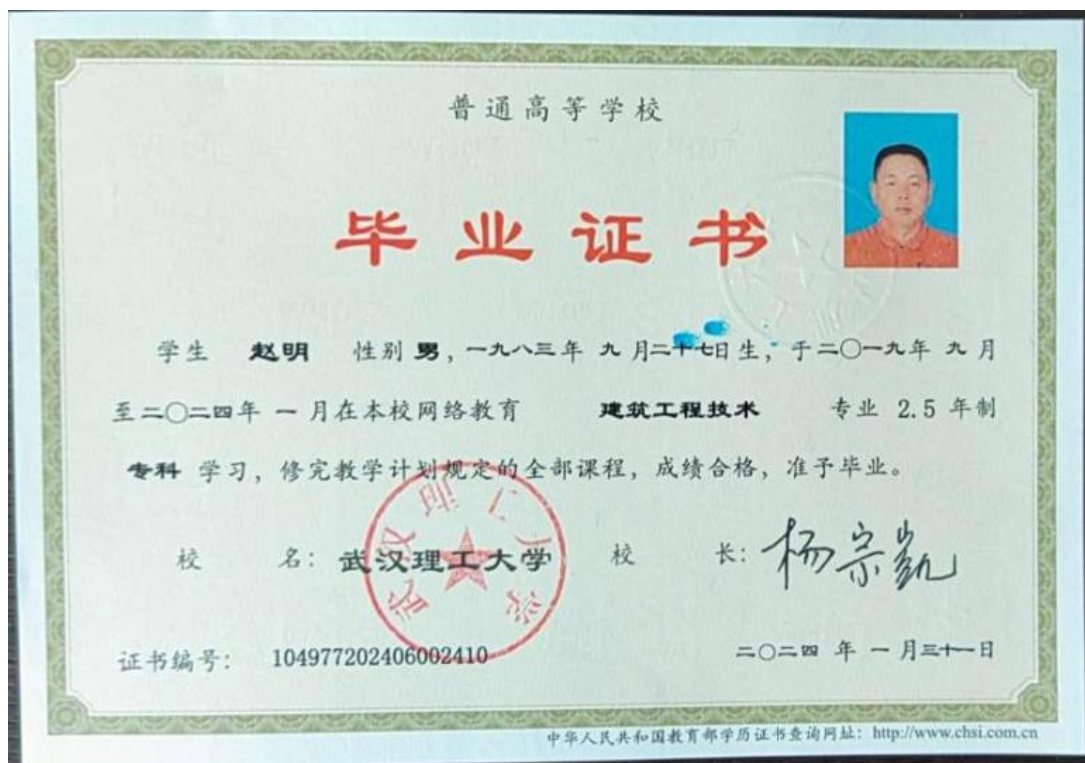 普通高等学校
毕业证书
学生 赵明 性别 男，一九八三年 九 月二十七日生，于二〇一九年 九 月
至二〇二四年 一 月在本校网络教育 建筑工程技术 专业 2.5 年制
专科 学习，修完教学计划规定的全部课程，成绩合格，准予毕业。
校 名：武汉理工大学 校 长：杨宗凯
武汉理工大学
证书编号： 104977202406002410 二〇二四 年 一 月三十一日
中华人民共和国教育部学历证书查询网址：http://www.chsi.com.cn